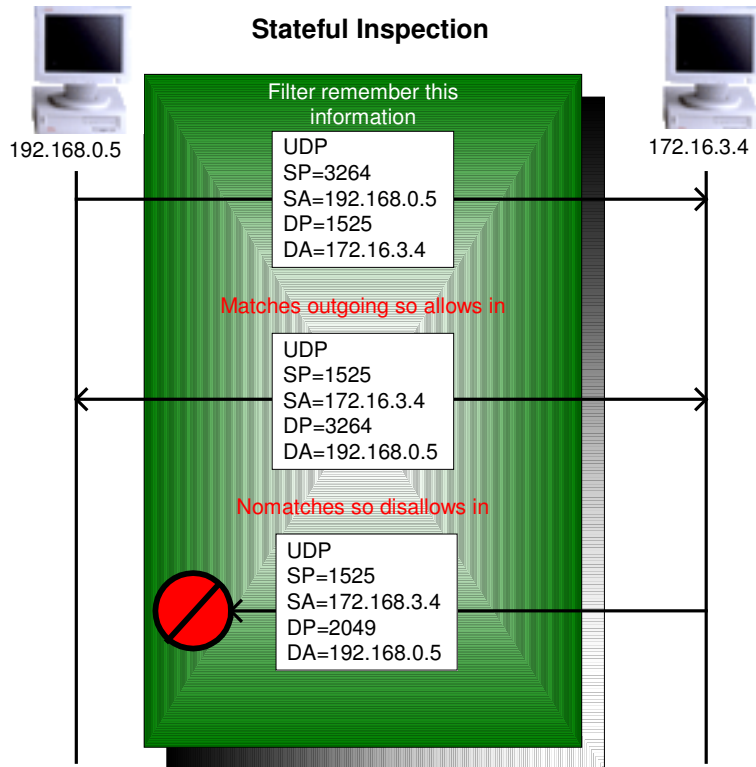 Stateful Inspection
Filter remember this
information
192.168.0.5
172.16.3.4
UDP
SP=3264
SA=192.168.0.5
DP=1525
DA=172.16.3.4
Matches outgoing so allows in
UDP
SP=1525
SA=172.16.3.4
DP=3264
DA=192.168.0.5
Nomatches so disallows in
UDP
SP=1525
SA=172.168.3.4
DP=2049
DA=192.168.0.5